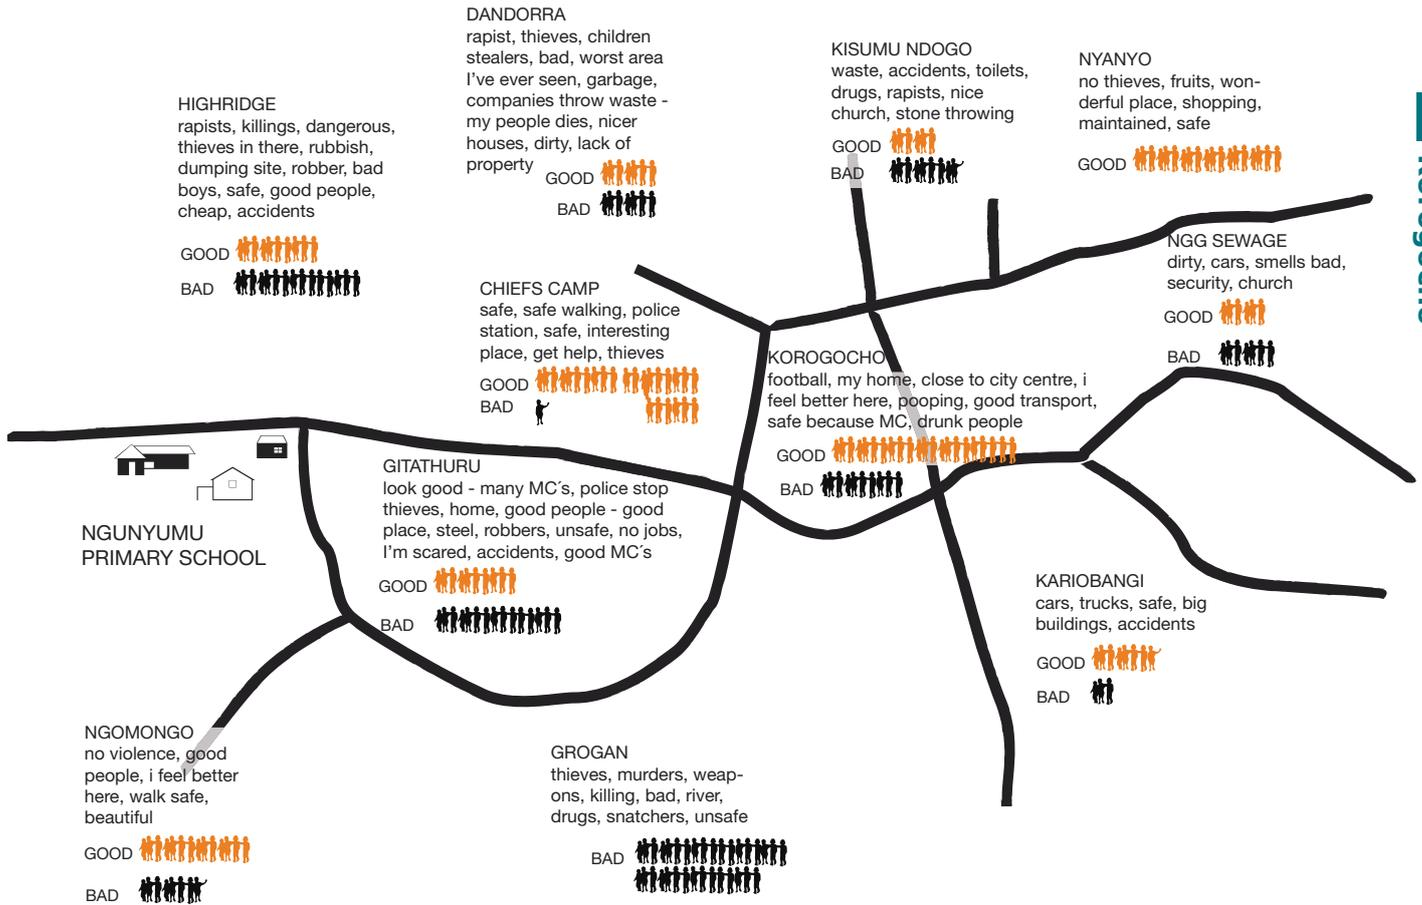 DANDORRA
rapist, thieves, children
stealers, bad, worst area
I've ever seen, garbage,
companies throw waste -
my people dies, nicer
houses, dirty, lack of
property
GOOD
BAD
KISUMU NDOGO
waste, accidents, toilets,
drugs, rapists, nice
church, stone throwing
GOOD
BAD
NYANYO
no thieves, fruits, won-
derful place, shopping,
maintained, safe
GOOD
HIGHRIDGE
rapists, killings, dangerous,
thieves in there, rubbish,
dumping site, robber, bad
boys, safe, good people,
cheap, accidents
GOOD
BAD
NGG SEWAGE
dirty, cars, smells bad,
security, church
GOOD
BAD
CHIEFS CAMP
safe, safe walking, police
station, safe, interesting
place, get help, thieves
GOOD
BAD
KOROGOCHO
football, my home, close to city centre, i
feel better here, pooping, good transport,
safe because MC, drunk people
GOOD
BAD
GITATHURU
look good - many MC´s, police stop
thieves, home, good people - good
place, steel, robbers, unsafe, no jobs,
I'm scared, accidents, good MC´s
GOOD
BAD
NGUNYUMU
PRIMARY SCHOOL
KARIOBANGI
cars, trucks, safe, big
buildings, accidents
GOOD
BAD
NGOMONGO
no violence, good
people, i feel better
here, walk safe,
beautiful
GOOD
BAD
GROGAN
thieves, murders, weap-
ons, killing, bad, river,
drugs, snatchers, unsafe
BAD